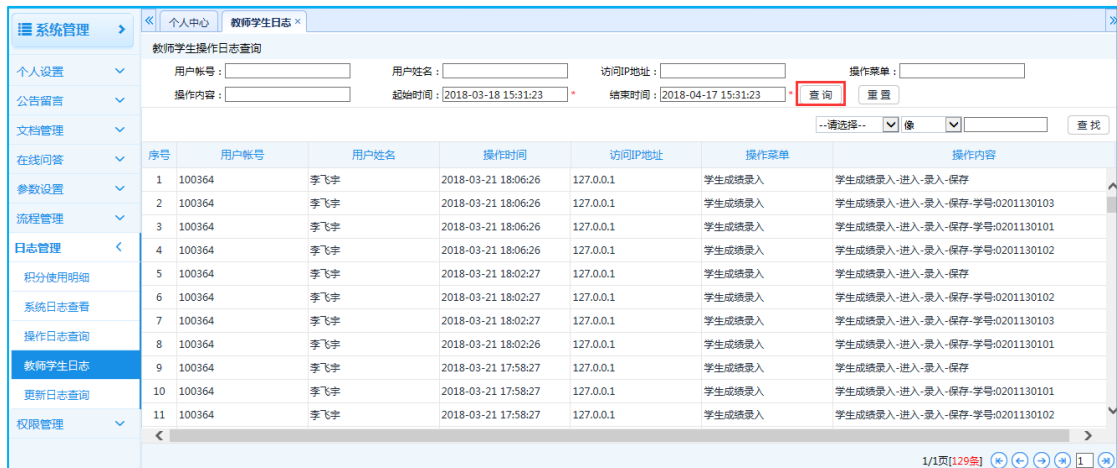 系统管理
个人设置
公告留言
文档管理
在线问答
参数设置
流程管理
日志管理
积分使用明细
系统日志查看
操作日志查询
教师学生日志
更新日志查询
权限管理
个人中心 教师学生日志 ×
教师学生操作日志查询
用户帐号： 用户姓名： 访问IP地址： 操作菜单：
操作内容： 起始时间：2018-03-18 15:31:23 * 结束时间：2018-04-17 15:31:23 * 查询 重置
--请选择-- 像 查找
序号 用户帐号 用户姓名 操作时间 访问IP地址 操作菜单 操作内容
1 100364 李飞宇 2018-03-21 18:06:26 127.0.0.1 学生成绩录入 学生成绩录入-进入-录入-保存
2 100364 李飞宇 2018-03-21 18:06:26 127.0.0.1 学生成绩录入 学生成绩录入-进入-录入-保存-学号:0201130103
3 100364 李飞宇 2018-03-21 18:06:26 127.0.0.1 学生成绩录入 学生成绩录入-进入-录入-保存-学号:0201130101
4 100364 李飞宇 2018-03-21 18:06:26 127.0.0.1 学生成绩录入 学生成绩录入-进入-录入-保存-学号:0201130102
5 100364 李飞宇 2018-03-21 18:02:27 127.0.0.1 学生成绩录入 学生成绩录入-进入-录入-保存
6 100364 李飞宇 2018-03-21 18:02:27 127.0.0.1 学生成绩录入 学生成绩录入-进入-录入-保存-学号:0201130102
7 100364 李飞宇 2018-03-21 18:02:27 127.0.0.1 学生成绩录入 学生成绩录入-进入-录入-保存-学号:0201130103
8 100364 李飞宇 2018-03-21 18:02:26 127.0.0.1 学生成绩录入 学生成绩录入-进入-录入-保存-学号:0201130101
9 100364 李飞宇 2018-03-21 17:58:27 127.0.0.1 学生成绩录入 学生成绩录入-进入-录入-保存
10 100364 李飞宇 2018-03-21 17:58:27 127.0.0.1 学生成绩录入 学生成绩录入-进入-录入-保存-学号:0201130101
11 100364 李飞宇 2018-03-21 17:58:27 127.0.0.1 学生成绩录入 学生成绩录入-进入-录入-保存-学号:0201130102
1/1页[129条] 1